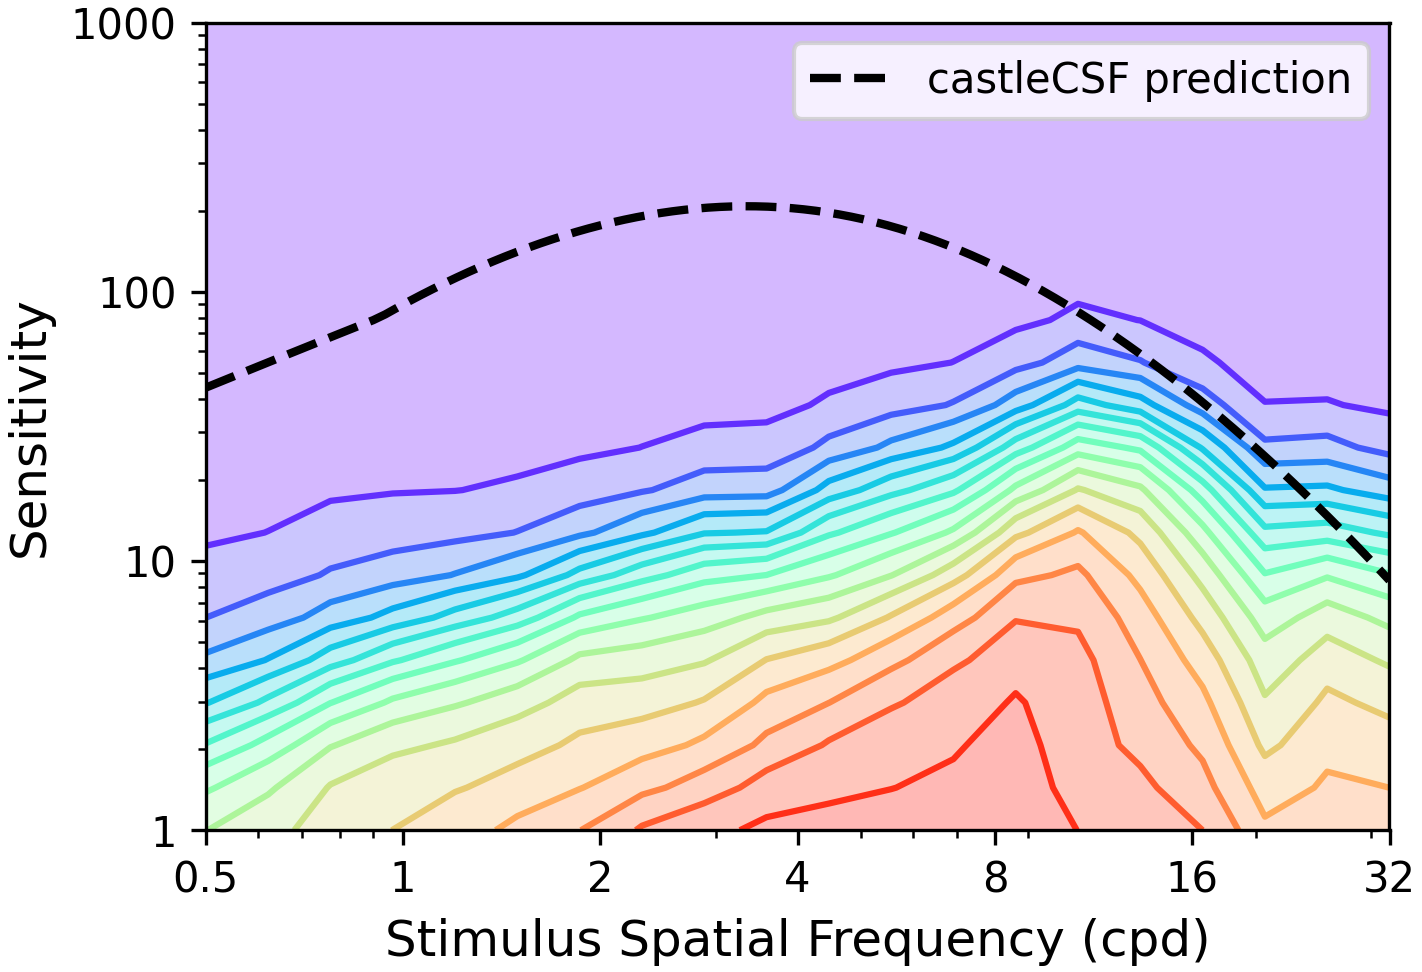 1000
100
10
1
Sensitivity
castleCSF prediction
0.5 1 2 4 8 16 32
Stimulus Spatial Frequency (cpd)